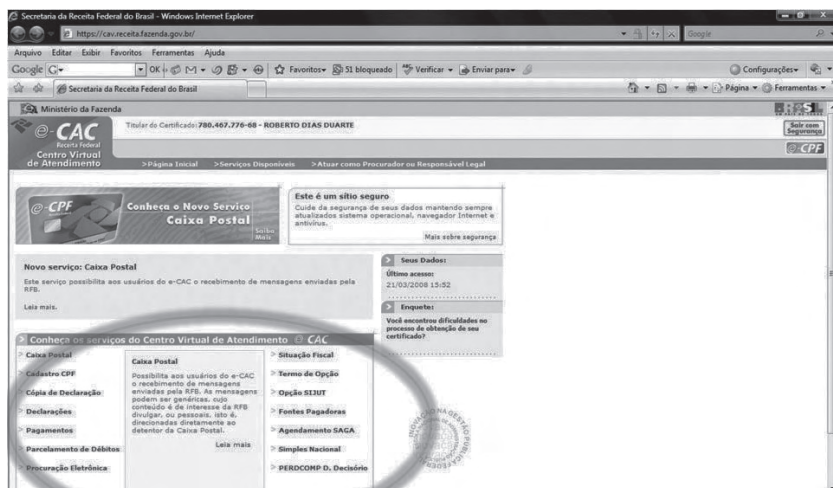 Secretaria da Receita Federal do Brasil - Windows Internet Explorer
https://cav.receita.fazenda.gov.br/
Google
Arquivo Editar Exibir Favoritos Ferramentas Ajuda
Google G OK Favoritos 51 bloqueado Verificar Enviar para Configurações
Secretaria da Receita Federal do Brasil Página Ferramentas
Ministério da Fazenda BRASIL
e-CAC
Receita Federal
Centro Virtual
de Atendimento
Titular do Certificado: 780.467.776-68 - ROBERTO DIAS DUARTE
Sair com
Segurança
e-CPF
>Página Inicial >Serviços Disponíveis >Atuar como Procurador ou Responsável Legal
e-CPF
Conheça o Novo Serviço
Caixa Postal
Saiba
Mais
Este é um sítio seguro
Cuide da segurança de seus dados mantendo sempre
atualizados sistema operacional, navegador Internet e
antivírus.
Mais sobre segurança
Novo serviço: Caixa Postal
Este serviço possibilita aos usuários do e-CAC o recebimento de mensagens enviadas pela
RFB.
Leia mais.
Seus Dados:
Último acesso:
21/03/2008 15:52
Enquete:
Você encontrou dificuldades no
processo de obtenção de seu
certificado?
Conheça os serviços do Centro Virtual de Atendimento e CAC
Caixa Postal
Cadastro CPF
Cópia de Declaração
Declarações
Pagamentos
Parcelamento de Débitos
Procuração Eletrônica
Caixa Postal
Possibilita aos usuários do e-CAC
o recebimento de mensagens
enviadas pela RFB. As mensagens
podem ser genéricas, cujo
conteúdo é de interesse da RFB
divulgar, ou pessoais, isto é,
direcionadas diretamente ao
detentor da Caixa Postal.
Leia mais
Situação Fiscal
Termo de Opção
Opção SIJUT
Fontes Pagadoras
Agendamento SAGA
Simples Nacional
PERDCOMP D. Decisório
INOVAÇÃO NA GESTÃO PÚBLICA FEDERAL